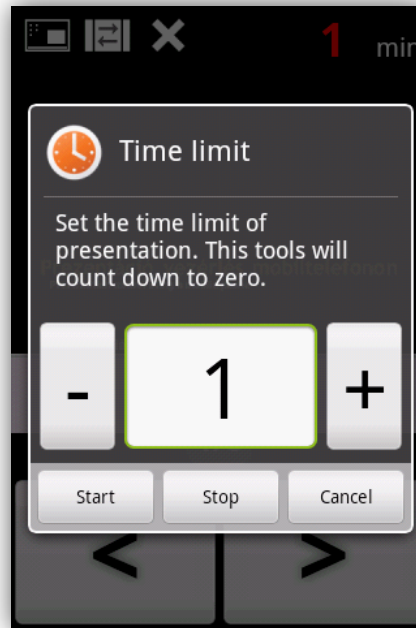 1 min
Time limit
Set the time limit of
presentation. This tools will
count down to zero.
- 1 +
Start Stop Cancel
< >